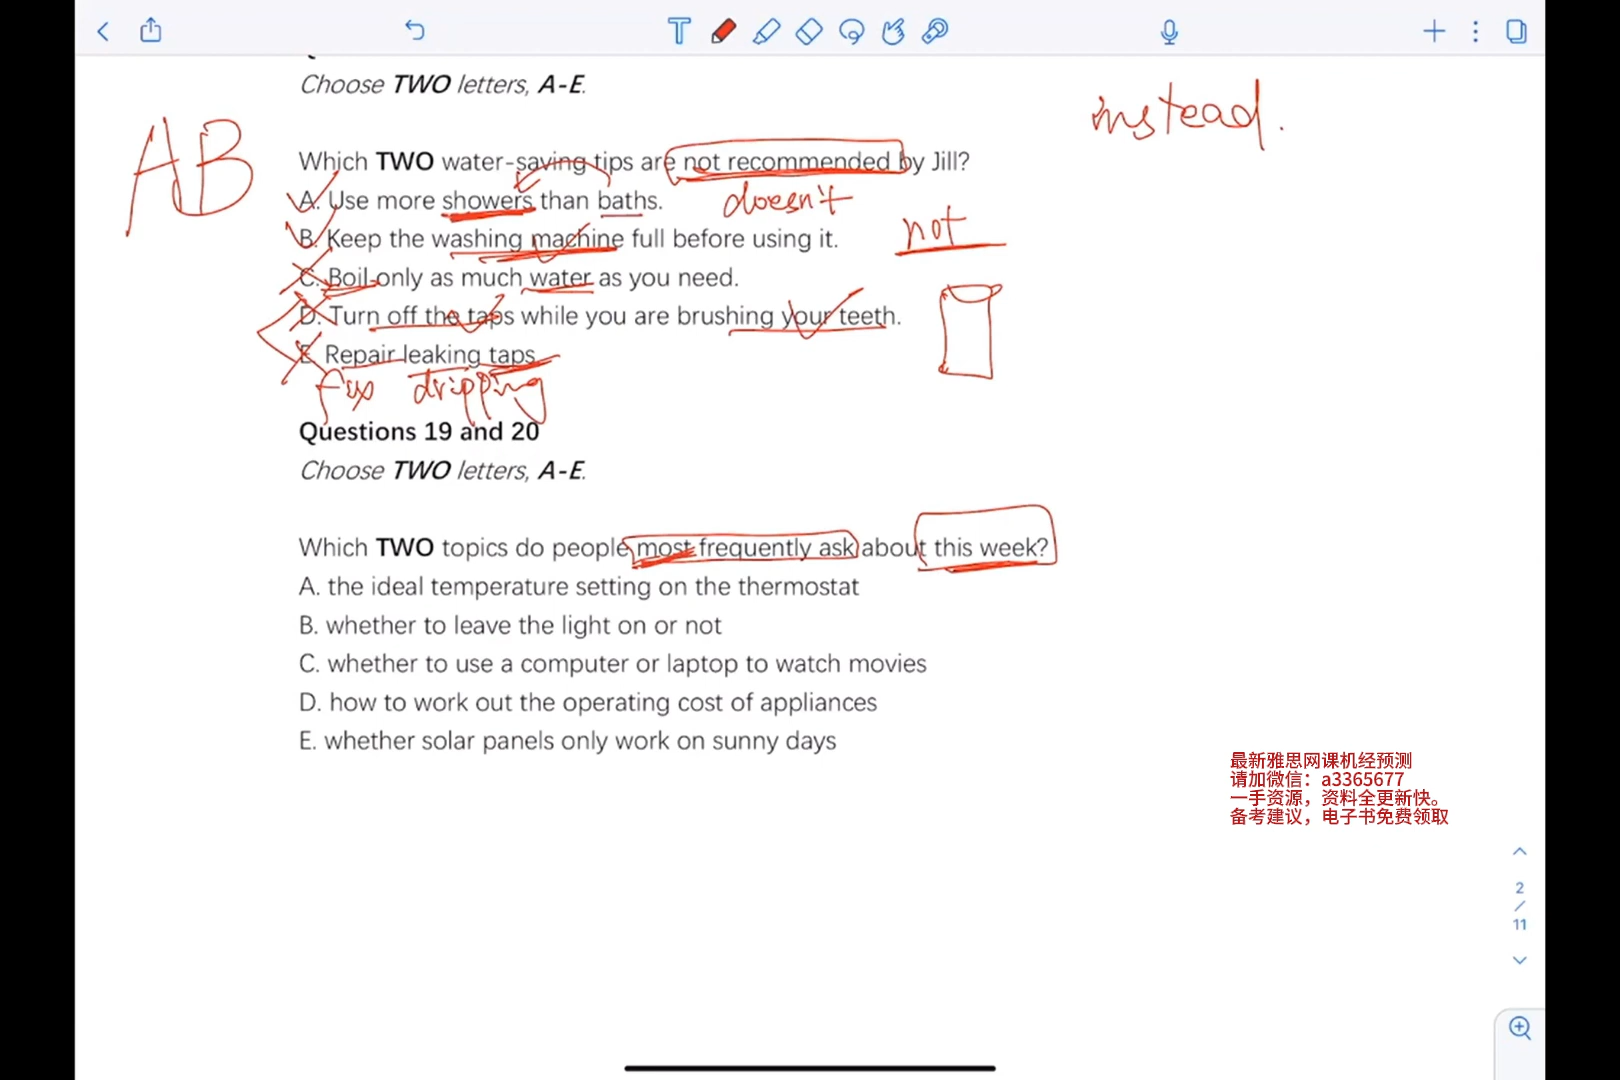 Choose TWO letters, A-E.
instead.
AB
Which TWO water-saving tips are not recommended by Jill?
A. Use more showers than baths.
doesn't
B. Keep the washing machine full before using it.
not
C. Boil only as much water as you need.
D. Turn off the taps while you are brushing your teeth.
E. Repair leaking taps.
fix dripping
Questions 19 and 20
Choose TWO letters, A-E.
Which TWO topics do people most frequently ask about this week?
A. the ideal temperature setting on the thermostat
B. whether to leave the light on or not
C. whether to use a computer or laptop to watch movies
D. how to work out the operating cost of appliances
E. whether solar panels only work on sunny days
最新雅思网课机经预测
请加微信：a3365677
一手资源，资料全更新快。
备考建议，电子书免费领取
2
/
11